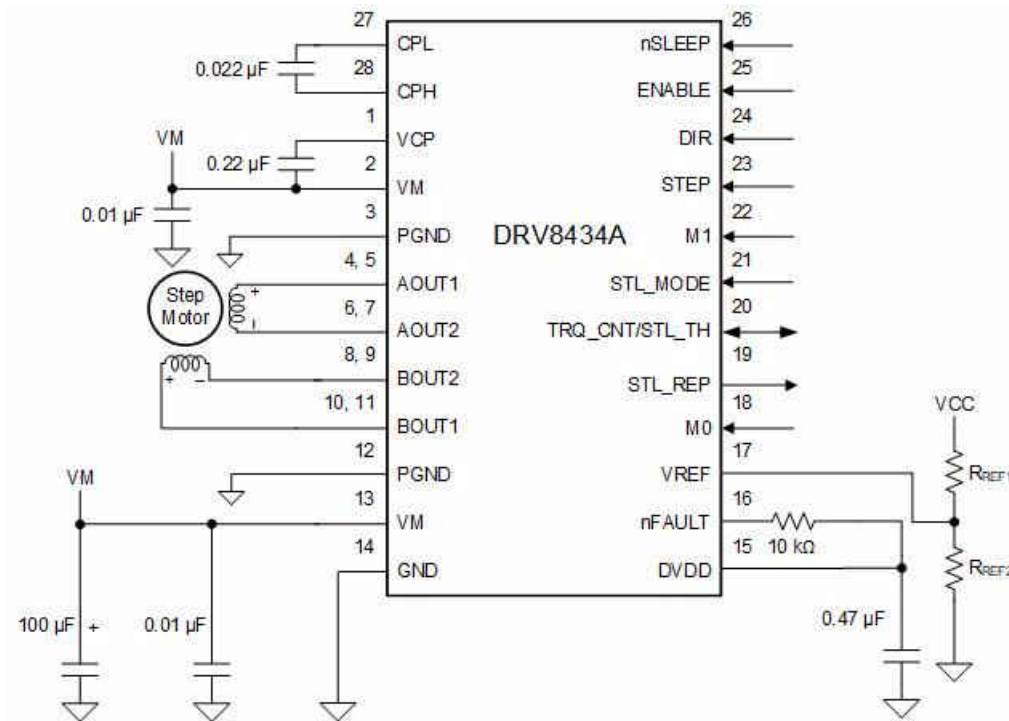 27
CPL
0.022 µF
28
CPH
1
VCP
VM
0.22 µF
2
VM
0.01 µF
3
PGND
4, 5
AOUT1
Step
Motor
+
–
6, 7
AOUT2
8, 9
BOUT2
+
–
10, 11
BOUT1
12
PGND
VM
13
VM
14
GND
100 µF +
0.01 µF
DRV8434A
26
nSLEEP
25
ENABLE
24
DIR
23
STEP
22
M1
21
STL_MODE
20
TRQ_CNT/STL_TH
19
STL_REP
18
M0
17
VREF
16
nFAULT
10 kΩ
15
DVDD
0.47 µF
VCC
RREF1
RREF2